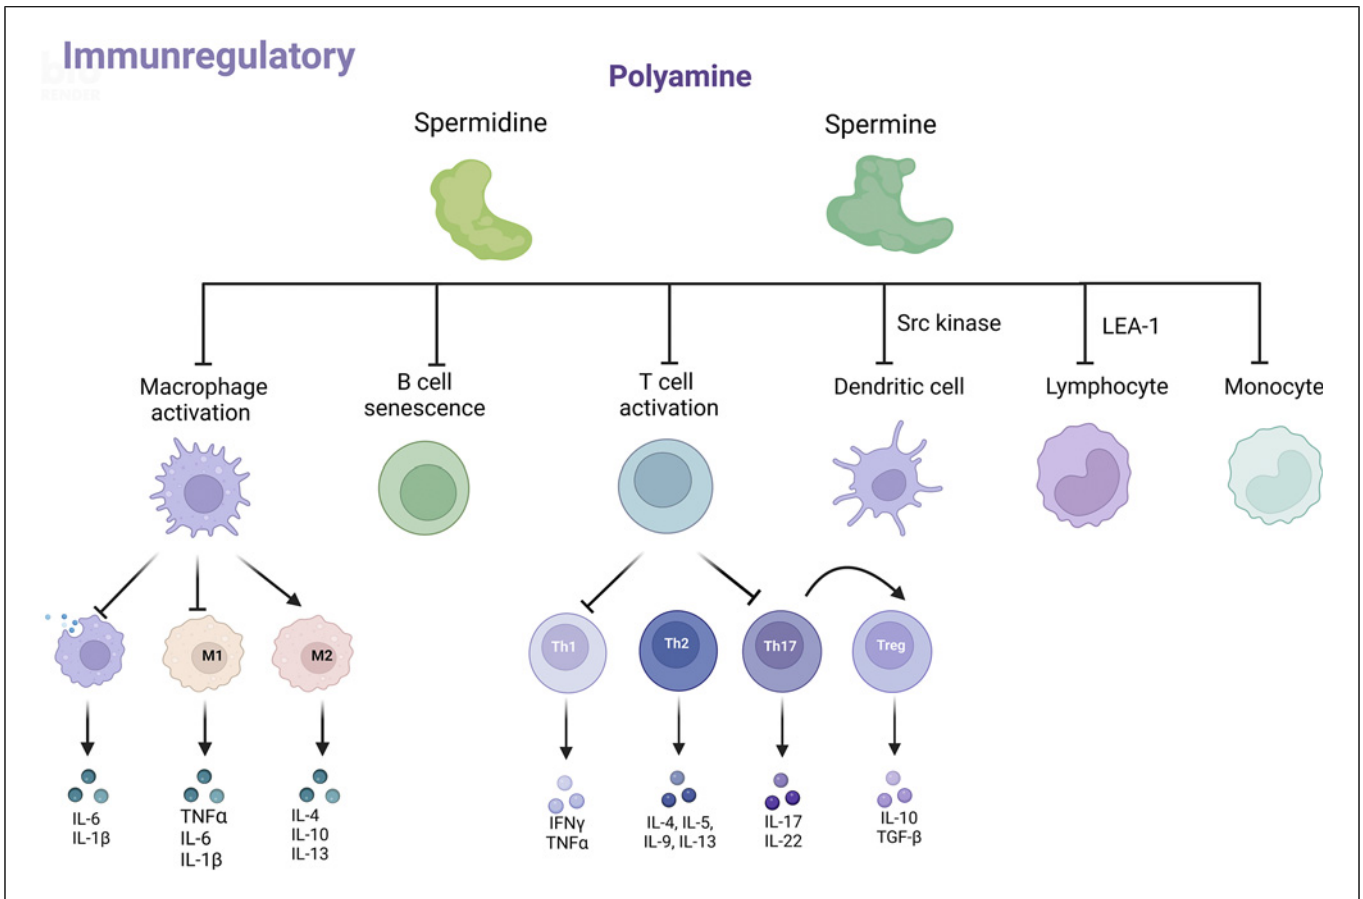 Immunregulatory
bio
RENDER
Polyamine
Spermidine
Spermine
Src kinase
LEA-1
Macrophage
activation
B cell
senescence
T cell
activation
Dendritic cell
Lymphocyte
Monocyte
M1
M2
Th1
Th2
Th17
Treg
IL-6
IL-1β
TNFα
IL-6
IL-1β
IL-4
IL-10
IL-13
IFNγ
TNFα
IL-4, IL-5,
IL-9, IL-13
IL-17
IL-22
IL-10
TGF-β